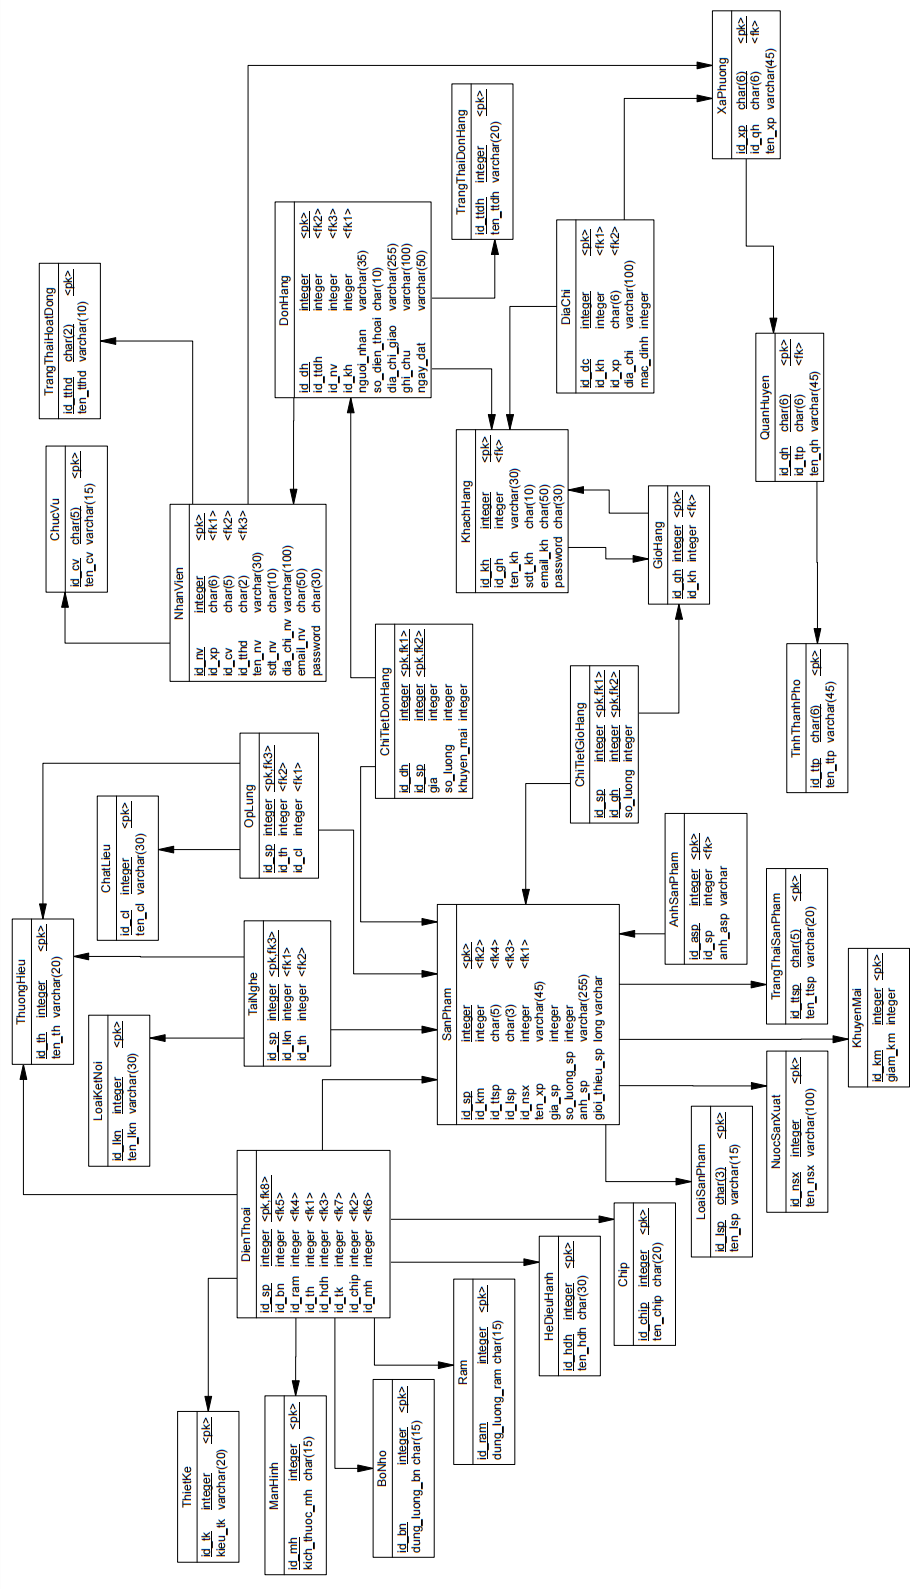 XaPhuong
id_xp char(6) <pk>
id_qh char(6) <fk>
ten_xp varchar(45)
TrangThaiDonHang
id_ttdh integer <pk>
ten_ttdh varchar(20)
DonHang
id_dh integer <pk>
id_ttdh integer <fk2>
id_nv integer <fk3>
id_kh integer <fk1>
nguoi_nhan varchar(35)
so_dien_thoai char(10)
dia_chi_giao varchar(255)
ghi_chu varchar(100)
ngay_dat varchar(50)
DiaChi
id_dc integer <pk>
id_kh integer <fk1>
id_xp char(6) <fk2>
dia_chi varchar(100)
mac_dinh integer
TrangThaiHoatDong
id_tthd char(2) <pk>
ten_tthd varchar(10)
QuanHuyen
id_qh char(6) <pk>
id_ttp char(6) <fk>
ten_qh varchar(45)
ChucVu
id_cv char(5) <pk>
ten_cv varchar(15)
KhachHang
id_kh integer <pk>
id_gh integer <fk>
ten_kh varchar(30)
sdt_kh char(10)
email_kh char(50)
password char(30)
NhanVien
id_nv integer <pk>
id_xp char(6) <fk1>
id_cv char(5) <fk2>
id_tthd char(2) <fk3>
ten_nv varchar(30)
sdt_nv char(10)
dia_chi_nv varchar(100)
email_nv char(50)
password char(30)
GioHang
id_gh integer <pk>
id_kh integer <fk>
ChiTietDonHang
id_dh integer <pk,fk1>
id_sp integer <pk,fk2>
gia integer
so_luong integer
khuyen_mai integer
TinhThanhPho
id_ttp char(6) <pk>
ten_ttp varchar(45)
ChiTietGioHang
id_sp integer <pk,fk1>
id_gh integer <pk,fk2>
so_luong integer
OpLung
id_sp integer <pk,fk3>
id_th integer <fk2>
id_cl integer <fk1>
ChatLieu
id_cl integer <pk>
ten_cl varchar(30)
AnhSanPham
id_asp integer <pk>
id_sp integer <fk>
anh_asp varchar
ThuongHieu
id_th integer <pk>
ten_th varchar(20)
TaiNghe
id_sp integer <pk,fk3>
id_lkn integer <fk1>
id_th integer <fk2>
SanPham
id_sp integer <pk>
id_km integer <fk2>
id_ttsp char(5) <fk4>
id_lsp char(3) <fk3>
id_nsx integer <fk1>
ten_xp varchar(45)
gia_sp integer
so_luong_sp integer
anh_sp varchar(255)
gioi_thieu_sp long varchar
TrangThaiSanPham
id_ttsp char(5) <pk>
ten_ttsp varchar(20)
KhuyenMai
id_km integer <pk>
giam_km integer
LoaiKetNoi
id_lkn integer <pk>
ten_lkn varchar(30)
NuocSanXuat
id_nsx integer <pk>
ten_nsx varchar(100)
LoaiSanPham
id_lsp char(3) <pk>
ten_lsp varchar(15)
DienThoai
id_sp integer <pk,fk8>
id_bn integer <fk5>
id_ram integer <fk4>
id_th integer <fk1>
id_hdh integer <fk3>
id_tk integer <fk7>
id_chip integer <fk2>
id_mh integer <fk6>
Chip
id_chip integer <pk>
ten_chip char(20)
HeDieuHanh
id_hdh integer <pk>
ten_hdh char(30)
Ram
id_ram integer <pk>
dung_luong_ram char(15)
BoNho
id_bn integer <pk>
dung_luong_bn char(15)
ManHinh
id_mh integer <pk>
kich_thuoc_mh char(15)
ThietKe
id_tk integer <pk>
kieu_tk varchar(20)